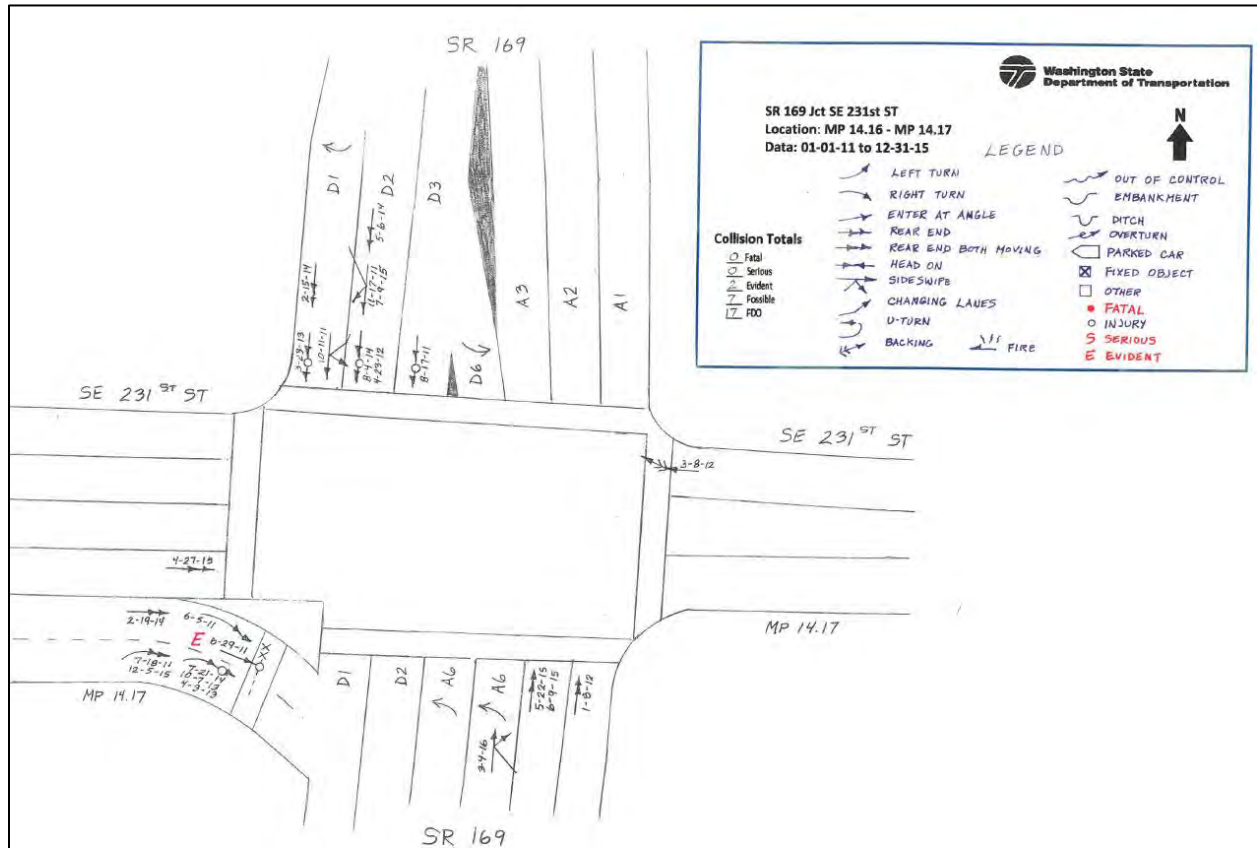 SR 169
Washington State
Department of Transportation
SR 169 Jct SE 231st ST
Location: MP 14.16 - MP 14.17
Data: 01-01-11 to 12-31-15
N
LEGEND
LEFT TURN
RIGHT TURN
ENTER AT ANGLE
REAR END
REAR END BOTH MOVING
HEAD ON
SIDESWIPE
CHANGING LANES
U-TURN
BACKING
FIRE
OUT OF CONTROL
EMBANKMENT
DITCH
OVERTURN
PARKED CAR
FIXED OBJECT
OTHER
FATAL
INJURY
S SERIOUS
E EVIDENT
Collision Totals
0 Fatal
0 Serious
2 Evident
7 Possible
17 PDO
D1
D2
D3
D6
A3
A2
A1
5-6-14
2-15-14
7-9-15
3-29-13
10-11-11
8-4-14
4-29-12
8-17-11
SE 231ST ST
SE 231ST ST
3-8-12
4-27-15
2-19-14
6-5-11
E
6-29-11
7-18-11
12-5-15
7-21-14
10-7-13
4-3-13
MP 14.17
MP 14.17
D1
D2
A6
A6
5-22-15
6-9-15
1-8-12
SR 169